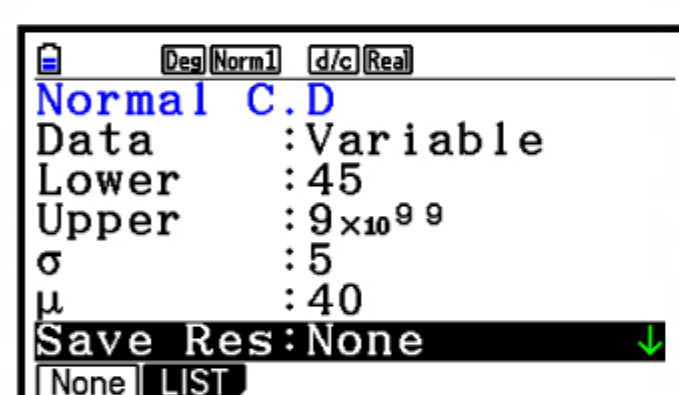 Deg Norm1 d/c Real
Normal C.D
Data :Variable
Lower :45
Upper :9×10⁹⁹
σ :5
μ :40
Save Res:None ↓
None LIST